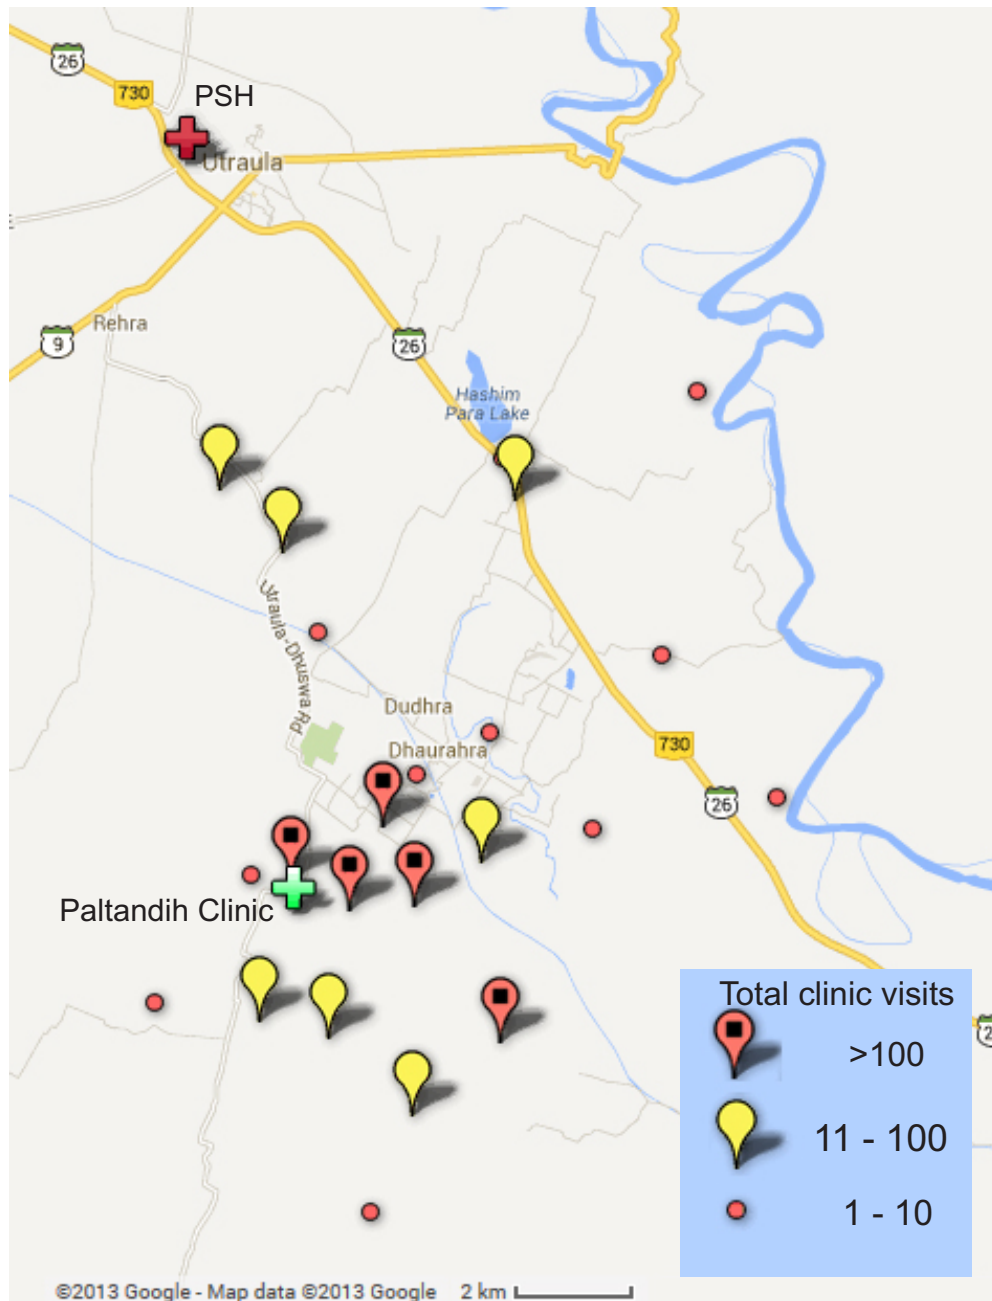 26
730
PSH
Utraula
Rehra
9
26
Hashim
Para Lake
Utraula-Dhuswa Rd
Dudhra
Dhaurahra
730
26
Paltandih Clinic
Total clinic visits
>100
11 - 100
1 - 10
©2013 Google - Map data ©2013 Google 2 km